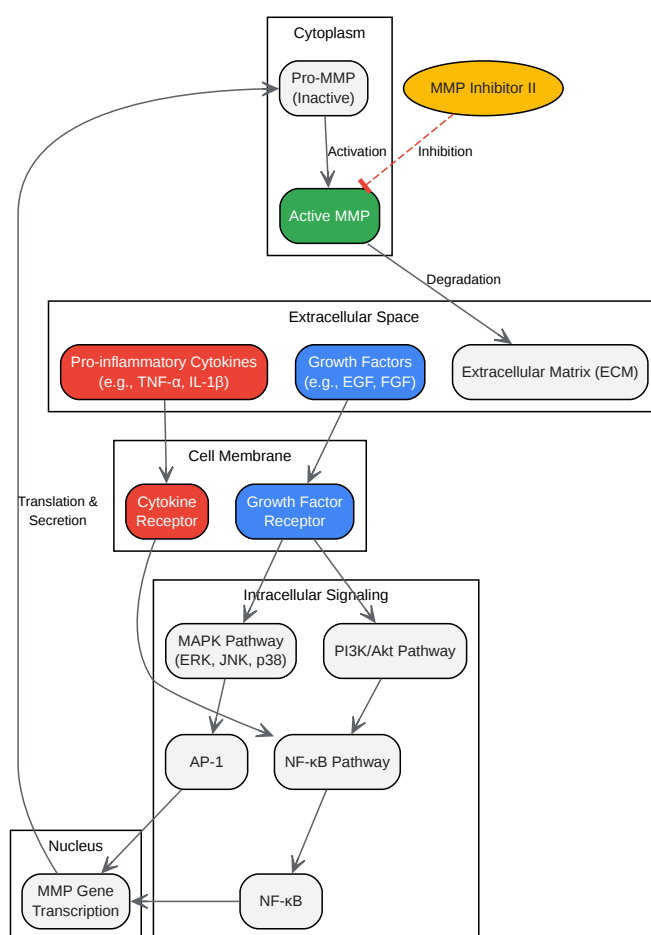 Cytoplasm
Pro-MMP
(Inactive)
MMP Inhibitor II
Activation
Inhibition
Active MMP
Degradation
Extracellular Space
Pro-inflammatory Cytokines
(e.g., TNF-α, IL-1β)
Growth Factors
(e.g., EGF, FGF)
Extracellular Matrix (ECM)
Cell Membrane
Cytokine
Receptor
Growth Factor
Receptor
Translation &
Secretion
Intracellular Signaling
MAPK Pathway
(ERK, JNK, p38)
PI3K/Akt Pathway
AP-1
NF-κB Pathway
Nucleus
MMP Gene
Transcription
NF-κB